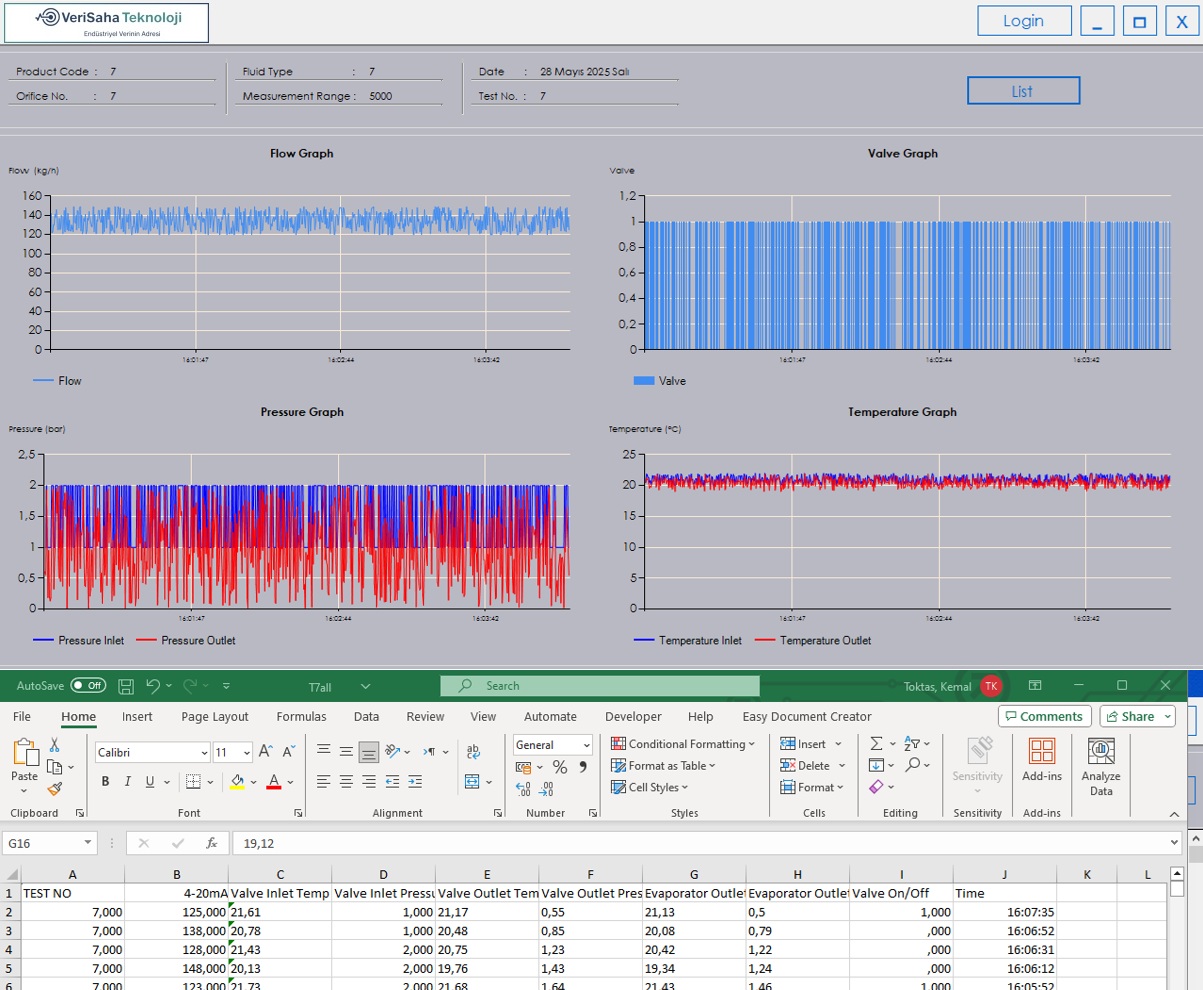 VeriSaha Teknoloji
Endüstriyel Verinin Adresi
Login
_
X
Product Code : 7
Fluid Type : 7
Date : 28 Mayıs 2025 Salı
Orifice No. : 7
Measurement Range : 5000
Test No. : 7
List
Flow Graph
Flow (kg/h)
160
140
120
100
80
60
40
20
0
16:01:47 16:02:44 16:03:42
Flow
Valve Graph
Valve
1,2
1
0,8
0,6
0,4
0,2
0
16:01:47 16:02:44 16:03:42
Valve
Pressure Graph
Pressure (bar)
2,5
2
1,5
1
0,5
0
16:01:47 16:02:44 16:03:42
Pressure Inlet Pressure Outlet
Temperature Graph
Temperature (°C)
25
20
15
10
5
0
16:01:47 16:02:44 16:03:42
Temperature Inlet Temperature Outlet
AutoSave Off T7all Search Toktas, Kemal TK
File Home Insert Page Layout Formulas Data Review View Automate Developer Help Easy Document Creator Comments Share
Paste
Calibri 11 A A
B I U A
ab
General
% 9
Conditional Formatting
Format as Table
Cell Styles
Insert
Delete
Format
Sensitivity
Add-ins
Analyze
Data
Clipboard Font Alignment Number Styles Cells Editing Sensitivity Add-ins
G16 fx 19,12
A B C D E F G H I J K L
1 TEST NO 4-20mA Valve Inlet Temp Valve Inlet Pressu Valve Outlet Tem Valve Outlet Pres Evaporator Outlet Evaporator Outlet Valve On/Off Time
2 7,000 125,000 21,61 1,000 21,17 0,55 21,13 0,5 1,000 16:07:35
3 7,000 138,000 20,78 1,000 20,48 0,85 20,08 0,79 ,000 16:06:52
4 7,000 128,000 21,43 2,000 20,75 1,23 20,42 1,22 ,000 16:06:31
5 7,000 148,000 20,13 2,000 19,76 1,43 19,34 1,24 ,000 16:06:12
6 7,000 123,000 21,73 2,000 21,68 1,64 21,43 1,46 1,000 16:05:52